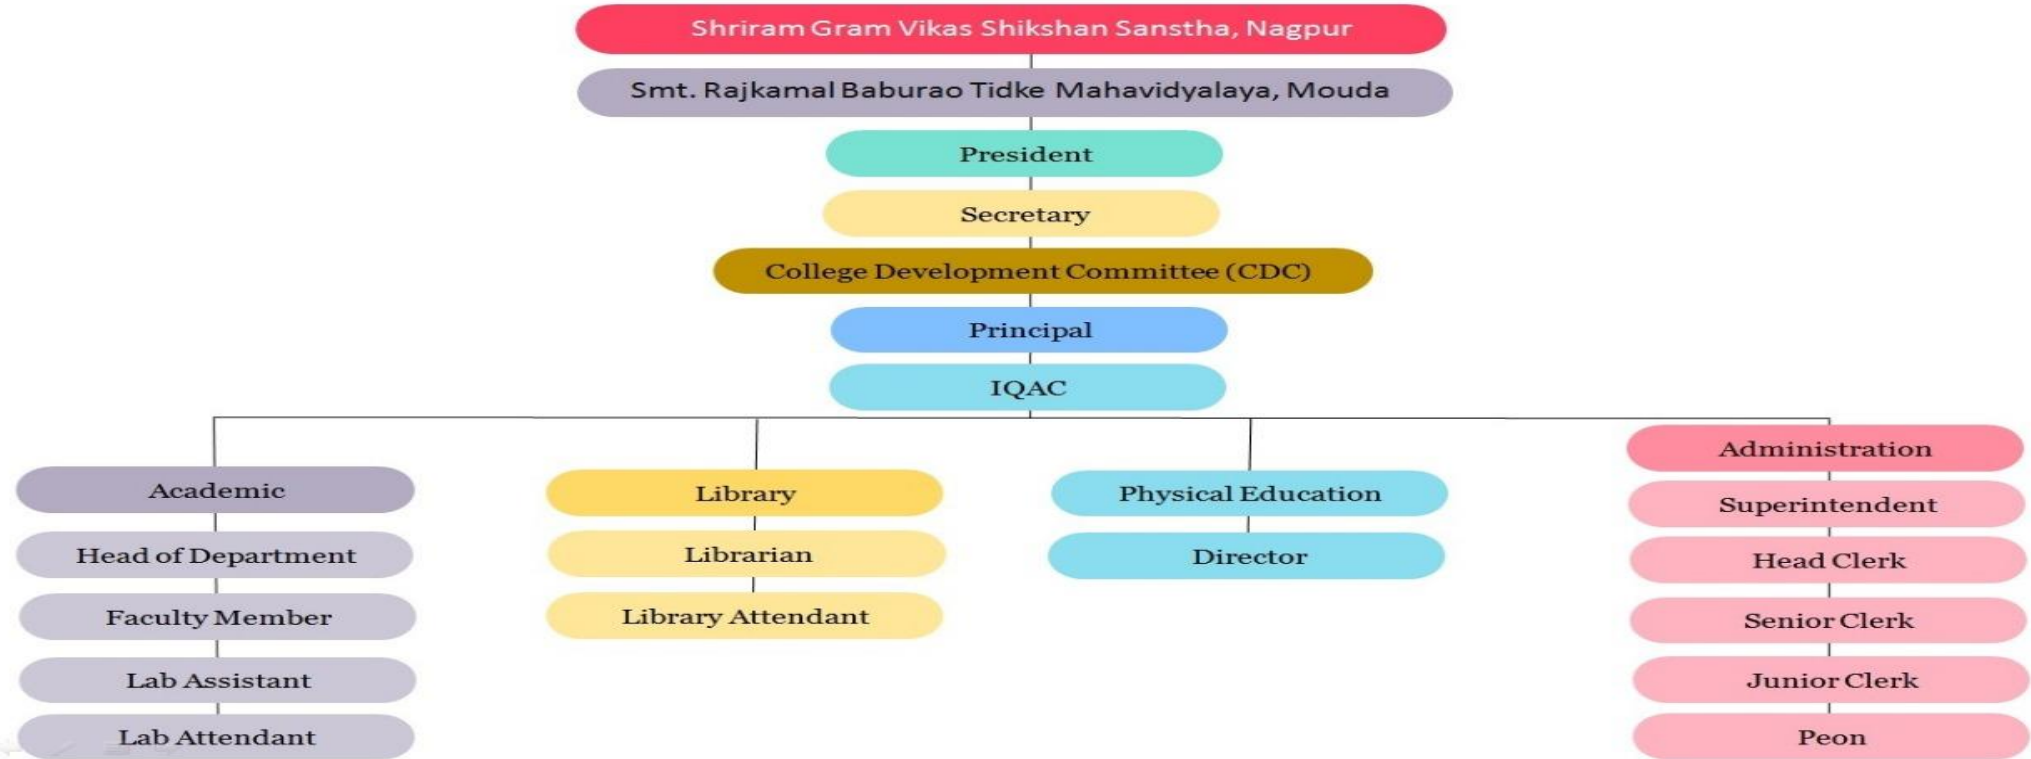 Shriram Gram Vikas Shikshan Sanstha, Nagpur
Smt. Rajkamal Baburao Tidke Mahavidyalaya, Mouda
President
Secretary
College Development Committee (CDC)
Principal
IQAC
Academic
Head of Department
Faculty Member
Lab Assistant
Lab Attendant
Library
Librarian
Library Attendant
Physical Education
Director
Administration
Superintendent
Head Clerk
Senior Clerk
Junior Clerk
Peon